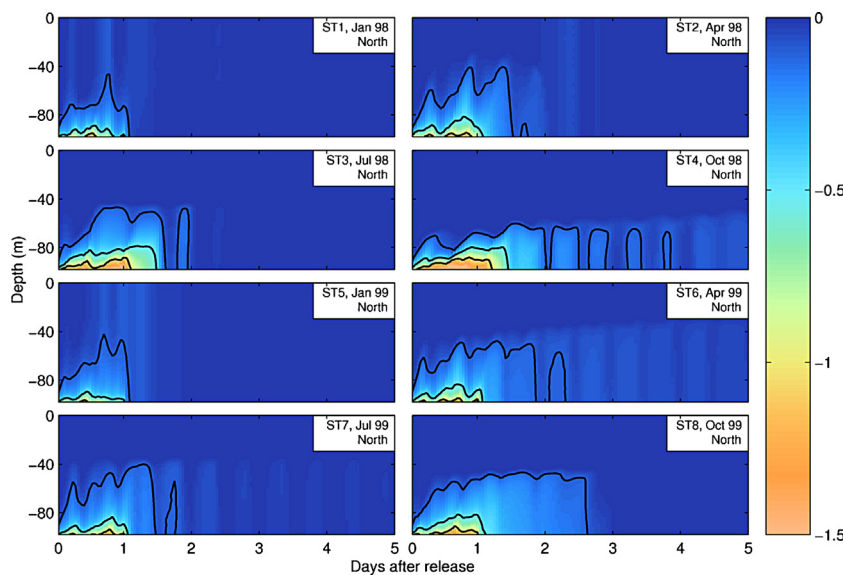 0
−40
−80
ST1, Jan 98
North
ST2, Apr 98
North
0
−40
−80
ST3, Jul 98
North
ST4, Oct 98
North
0
−40
−80
ST5, Jan 99
North
ST6, Apr 99
North
0
−40
−80
ST7, Jul 99
North
ST8, Oct 99
North
0 1 2 3 4 5
0 1 2 3 4 5
Depth (m)
Days after release
0
−0.5
−1
−1.5